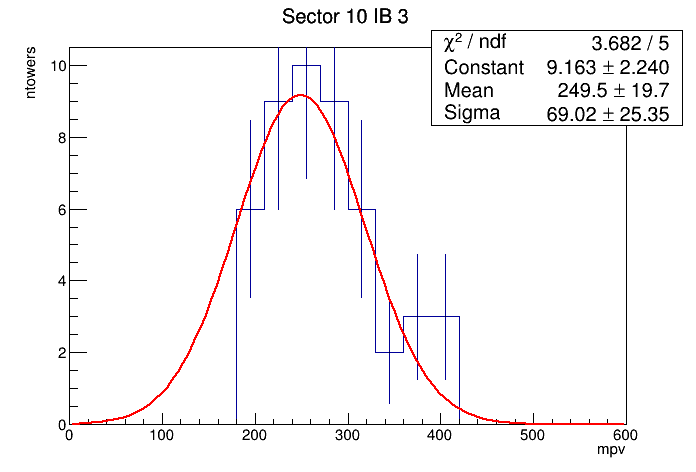 Sector 10 IB 3
χ² / ndf 3.682 / 5
Constant 9.163 ± 2.240
Mean 249.5 ± 19.7
Sigma 69.02 ± 25.35
ntowers
10
8
6
4
2
0
0 100 200 300 400 500 600
mpv